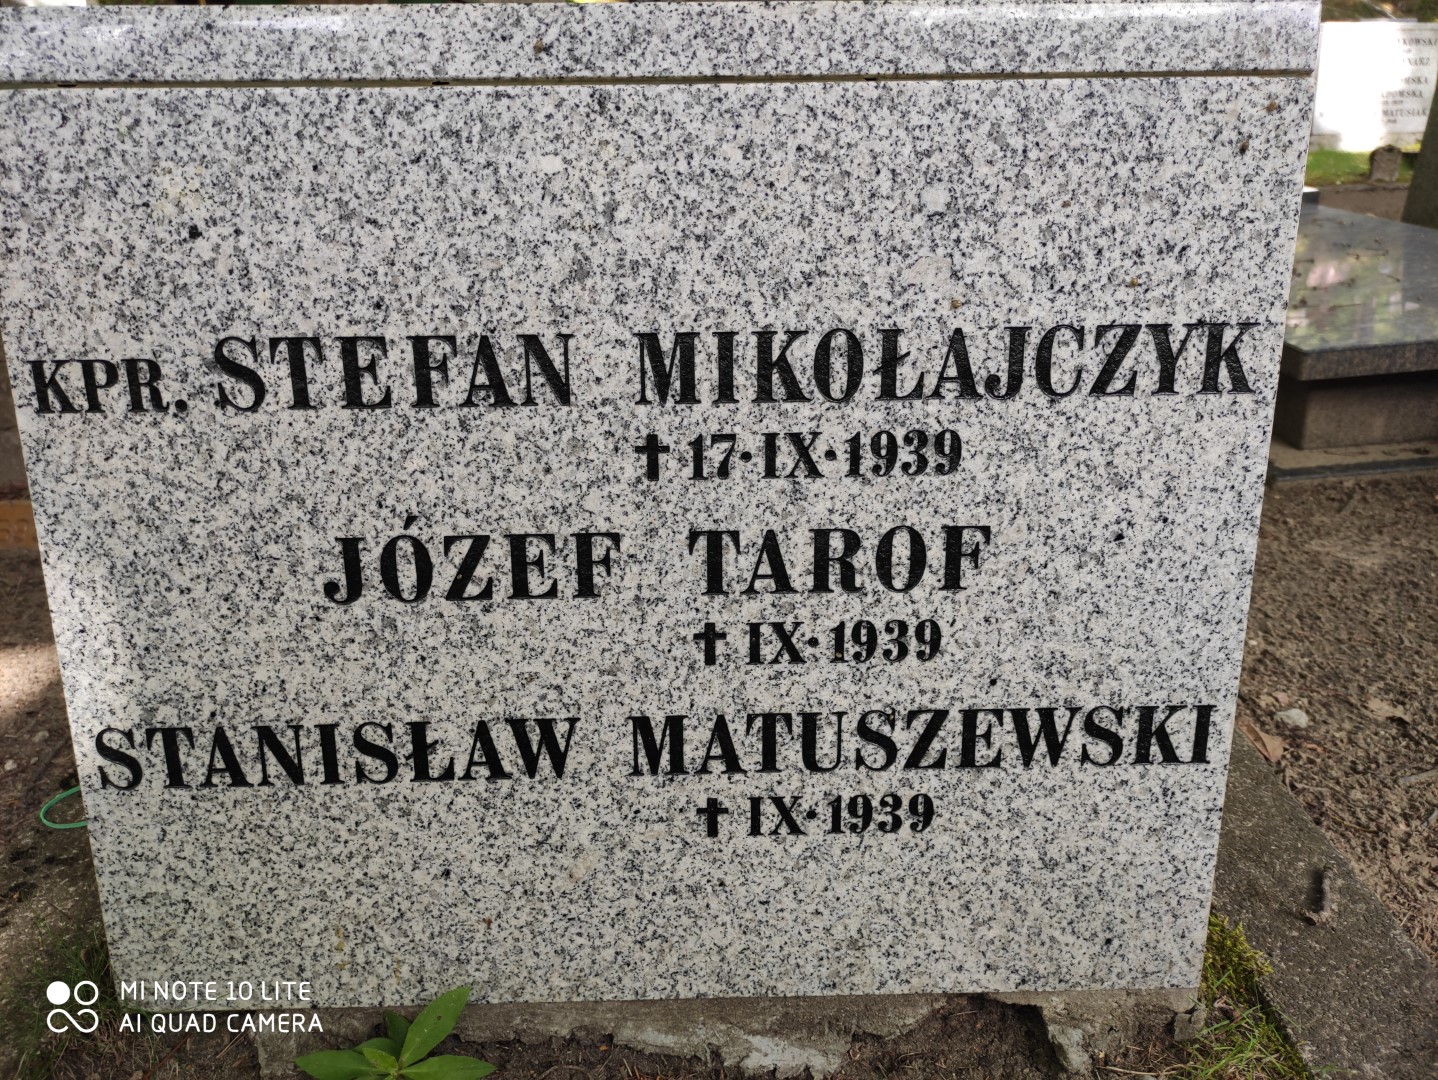 KPR. STEFAN MIKOŁAJCZYK
✝ 17·IX·1939
JÓZEF TAROF
✝ IX·1939
STANISŁAW MATUSZEWSKI
✝ IX·1939
MI NOTE 10 LITE
AI QUAD CAMERA
MATUSIAK